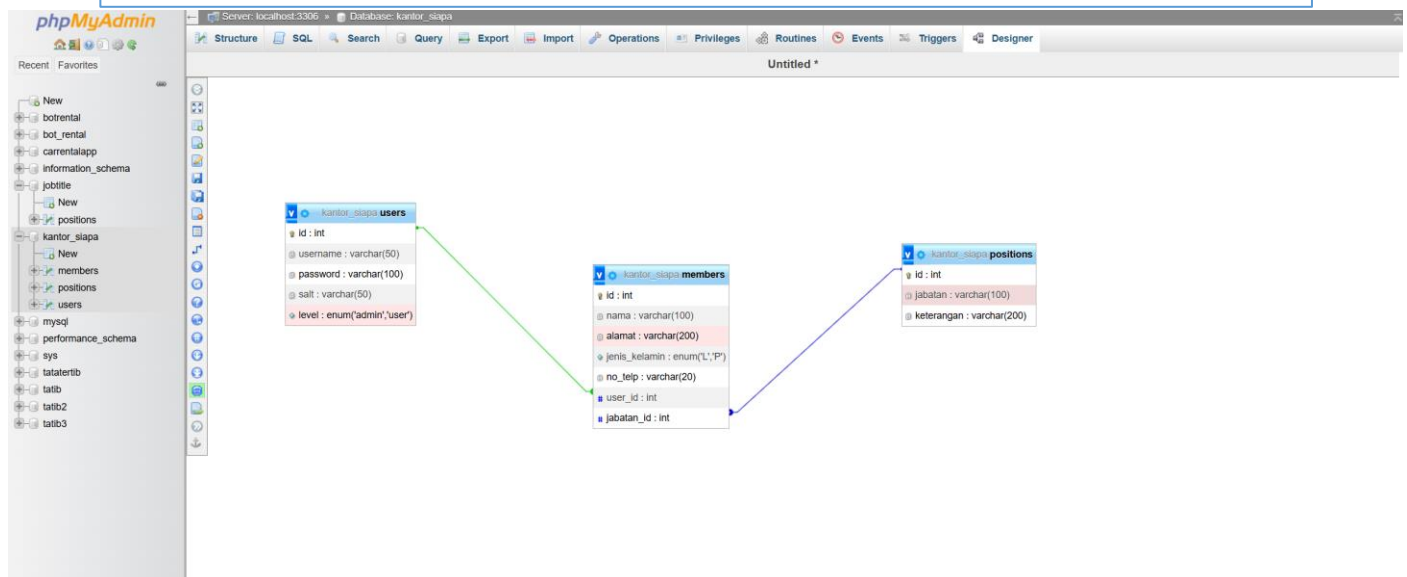 phpMyAdmin
Recent Favorites
New
botrental
bot_rental
carrentalapp
information_schema
jobtitle
New
positions
kantor_siapa
New
members
positions
users
mysql
performance_schema
sys
tatatertib
tatib
tatib2
tatib3
Server: localhost:3306 » Database: kantor_siapa
Structure SQL Search Query Export Import Operations Privileges Routines Events Triggers Designer
Untitled *
v kantor_siapa users
id : int
username : varchar(50)
password : varchar(100)
salt : varchar(50)
level : enum('admin','user')
v kantor_siapa members
id : int
nama : varchar(100)
alamat : varchar(200)
jenis_kelamin : enum('L','P')
no_telp : varchar(20)
# user_id : int
# jabatan_id : int
v kantor_siapa positions
id : int
jabatan : varchar(100)
keterangan : varchar(200)